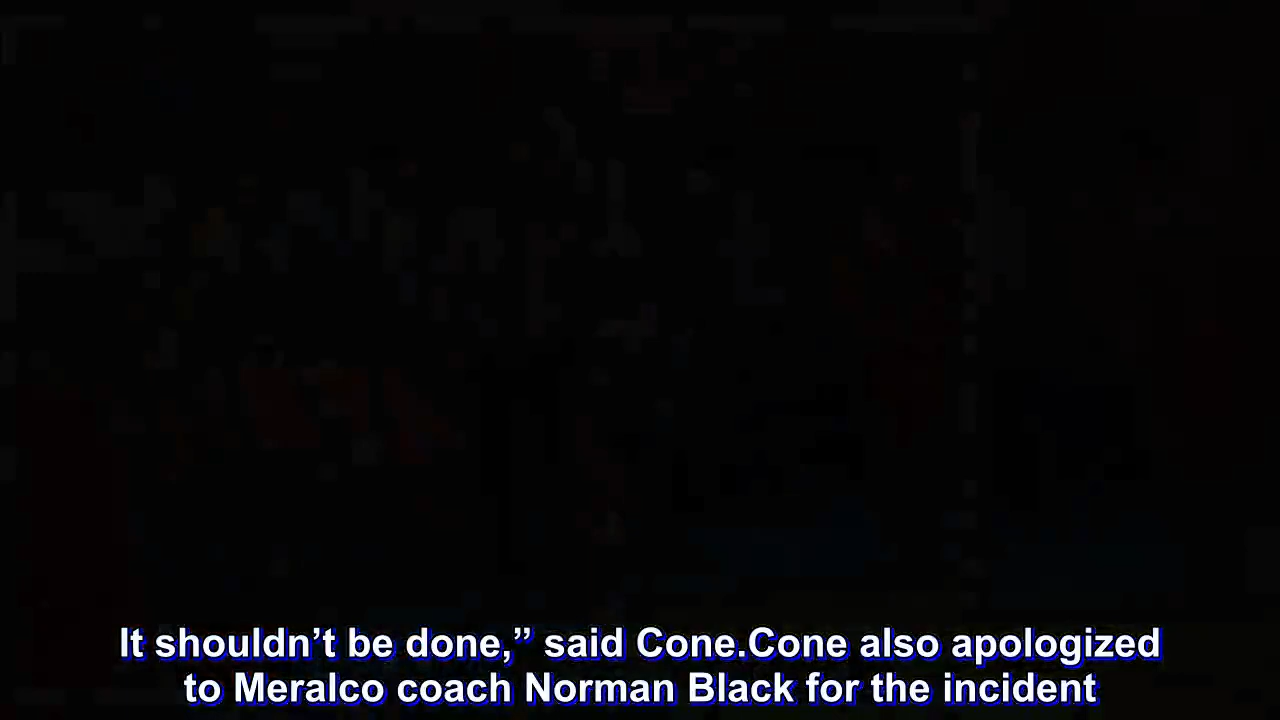 It shouldn’t be done,” said Cone.Cone also apologized
to Meralco coach Norman Black for the incident